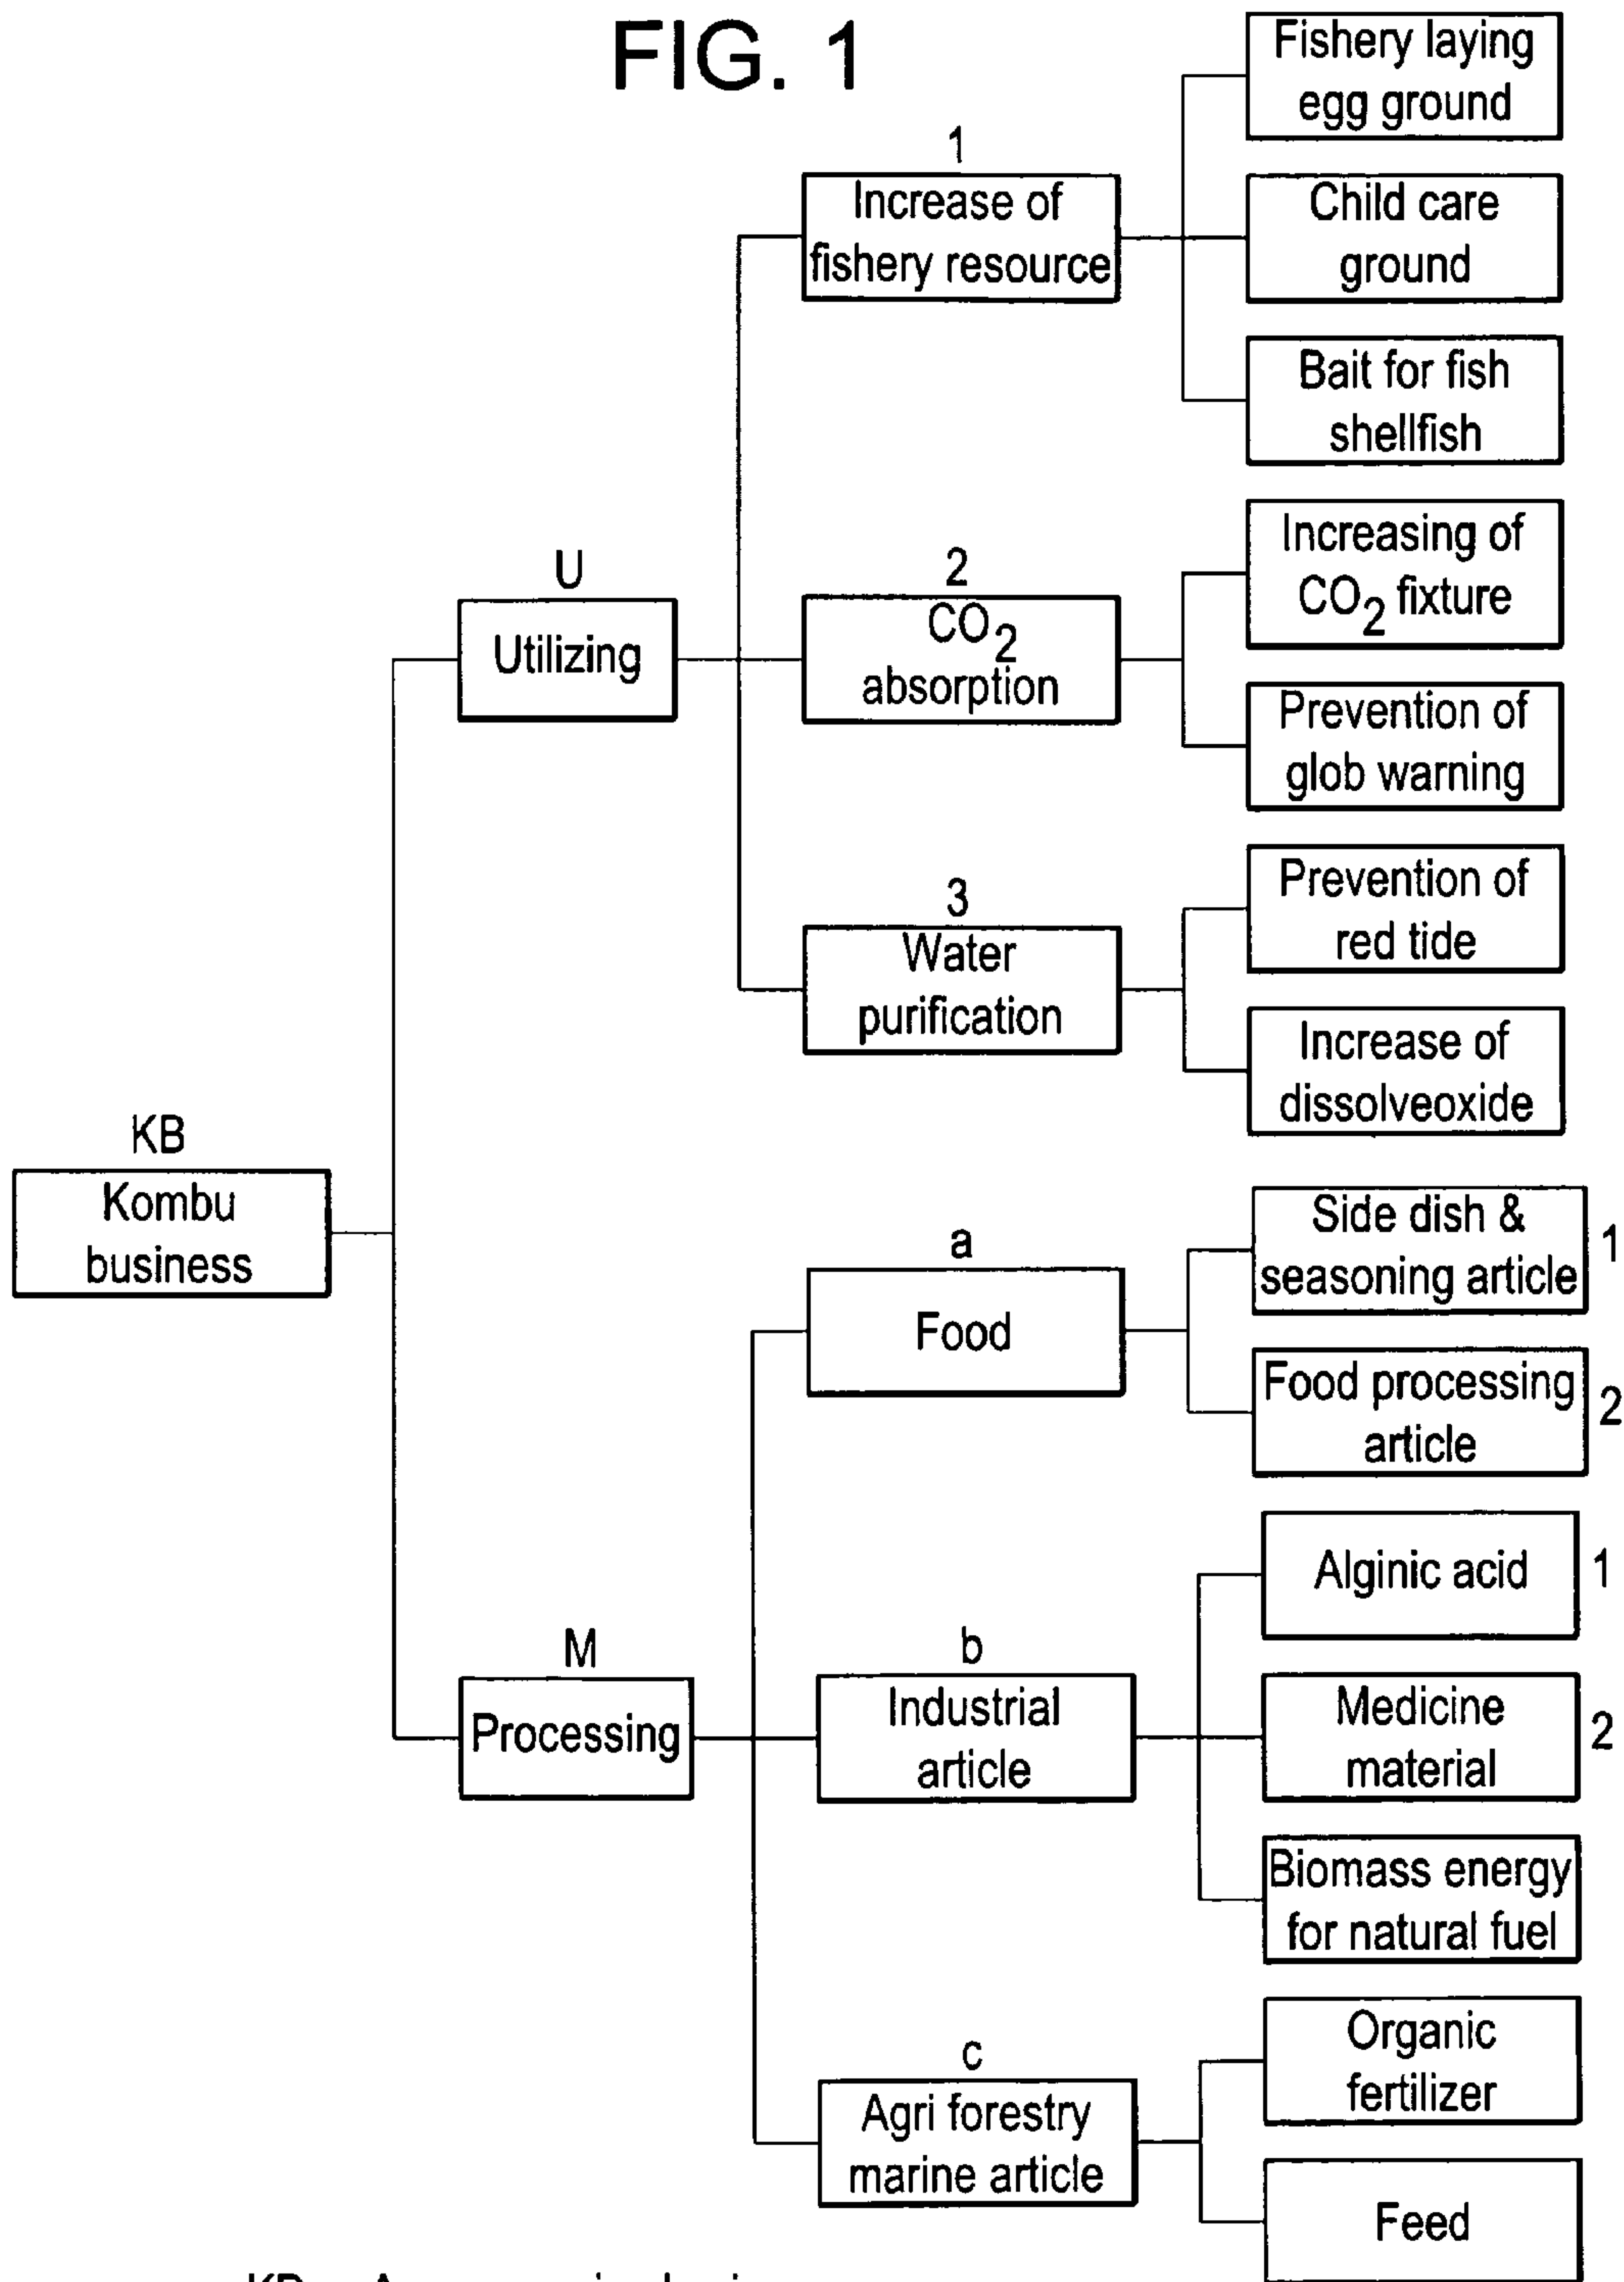 FIG. 1
Fishery laying
egg ground
1
Increase of
fishery resource
Child care
ground
Bait for fish
shellfish
U
Utilizing
2
CO2
absorption
Increasing of
CO2 fixture
Prevention of
glob warning
3
Water
purification
Prevention of
red tide
Increase of
dissolveoxide
KB
Kombu
business
a
Food
Side dish &
seasoning article
1
Food processing
article
2
M
Processing
b
Industrial
article
Alginic acid
1
Medicine
material
2
Biomass energy
for natural fuel
c
Agri forestry
marine article
Organic
fertilizer
Feed